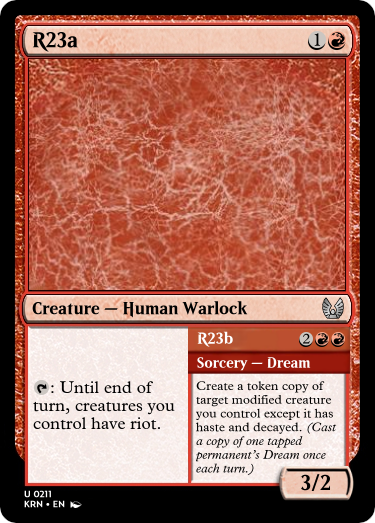 R23a 1
Creature — Human Warlock
: Until end of
turn, creatures you
control have riot.
R23b 2
Sorcery — Dream
Create a token copy of
target modified creature
you control except it has
haste and decayed. (Cast
a copy of one tapped
permanent's Dream once
each turn.)
3/2
U 0211
KRN • EN